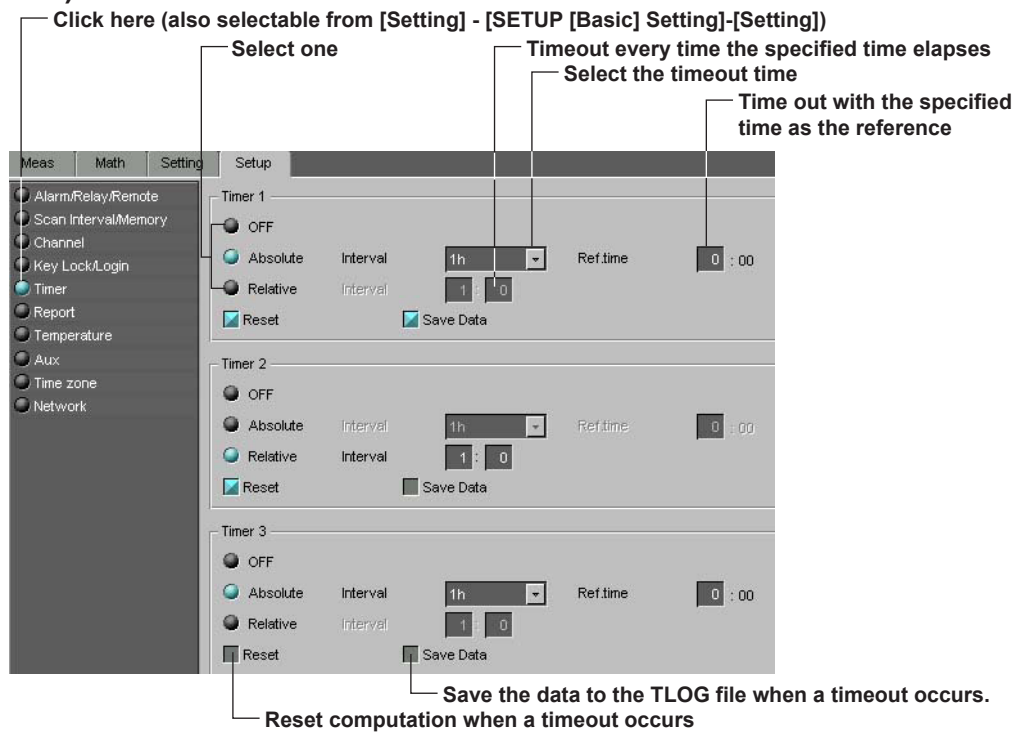 Click here (also selectable from [Setting] - [SETUP [Basic] Setting]-[Setting])
Select one
Timeout every time the specified time elapses
Select the timeout time
Time out with the specified
time as the reference
Meas Math Setting Setup
Alarm/Relay/Remote
Scan Interval/Memory
Channel
Key Lock/Login
Timer
Report
Temperature
Aux
Time zone
Network
Timer 1
OFF
Absolute Interval 1h Ref.time 0 : 00
Relative Interval 1 : 0
Reset Save Data
Timer 2
OFF
Absolute Interval 1h Ref.time 0 : 00
Relative Interval 1 : 0
Reset Save Data
Timer 3
OFF
Absolute Interval 1h Ref.time 0 : 00
Relative Interval 1 : 0
Reset Save Data
Save the data to the TLOG file when a timeout occurs.
Reset computation when a timeout occurs